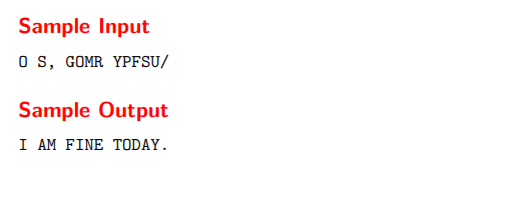 Sample Input
O S, GOMR YPFSU/
Sample Output
I AM FINE TODAY.